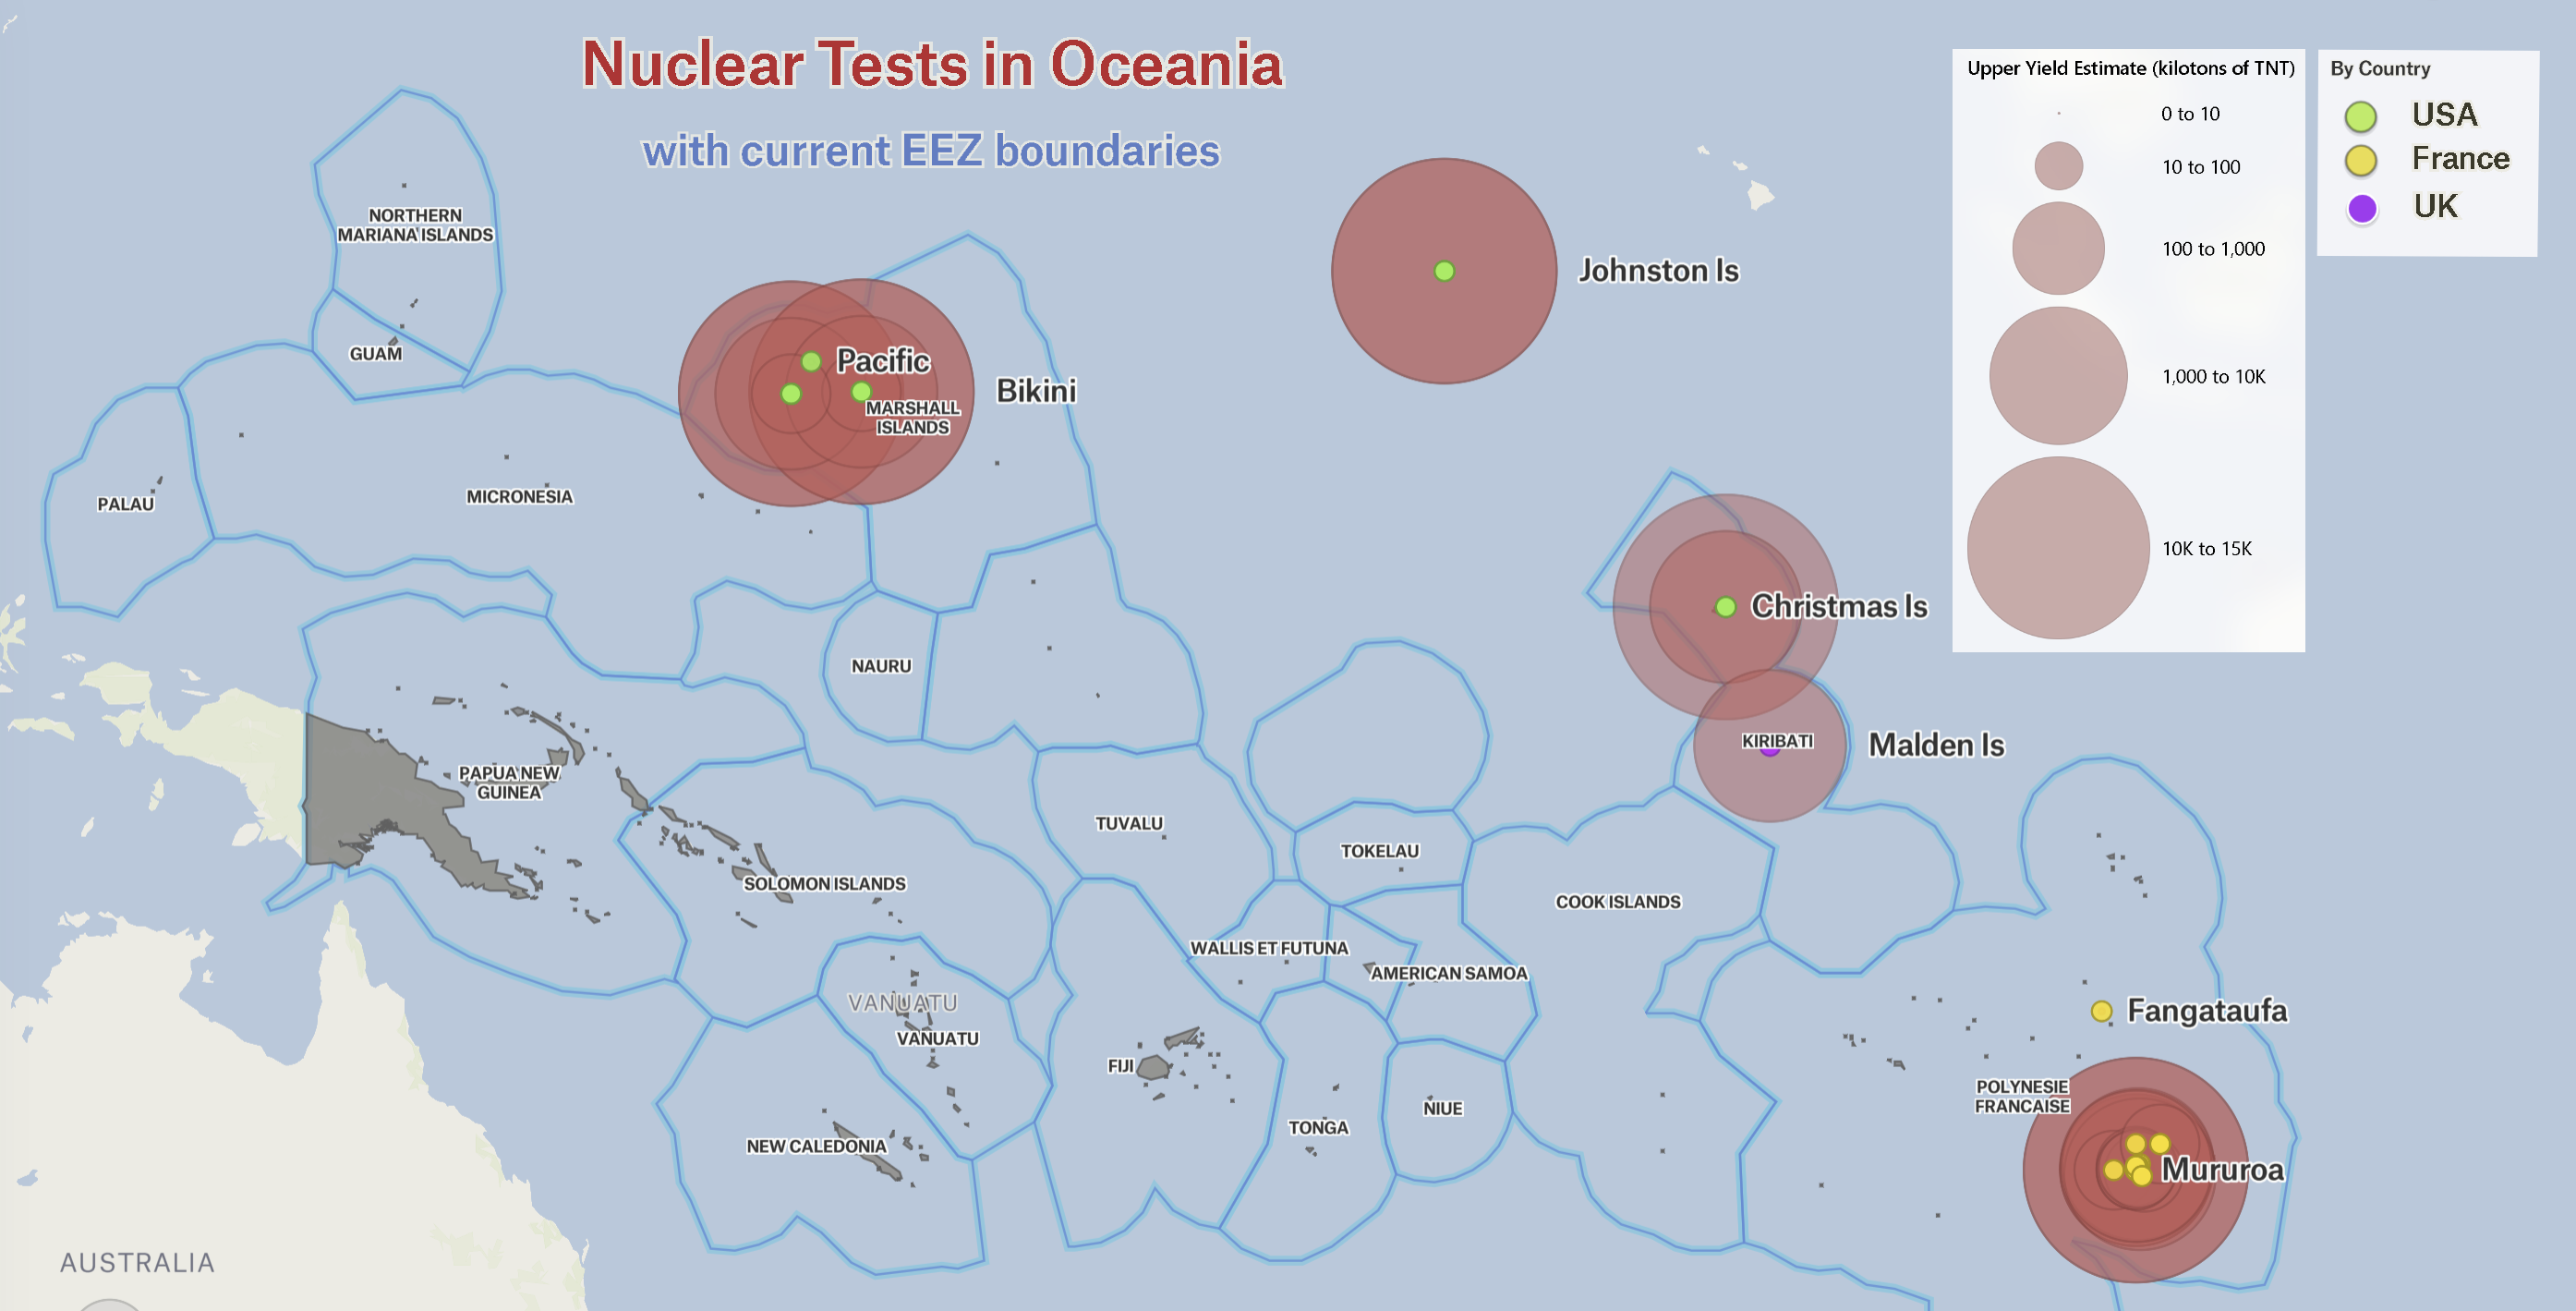 Nuclear Tests in Oceania
with current EEZ boundaries
Upper Yield Estimate (kilotons of TNT)
0 to 10
10 to 100
100 to 1,000
1,000 to 10K
10K to 15K
By Country
USA
France
UK
NORTHERN
MARIANA ISLANDS
GUAM
Johnston Is
Pacific
Bikini
MARSHALL
ISLANDS
PALAU
MICRONESIA
Christmas Is
NAURU
KIRIBATI
Malden Is
PAPUA NEW
GUINEA
TUVALU
TOKELAU
SOLOMON ISLANDS
COOK ISLANDS
WALLIS ET FUTUNA
AMERICAN SAMOA
VANUATU
VANUATU
Fangataufa
FIJI
POLYNESIE
FRANCAISE
NIUE
TONGA
NEW CALEDONIA
Mururoa
AUSTRALIA